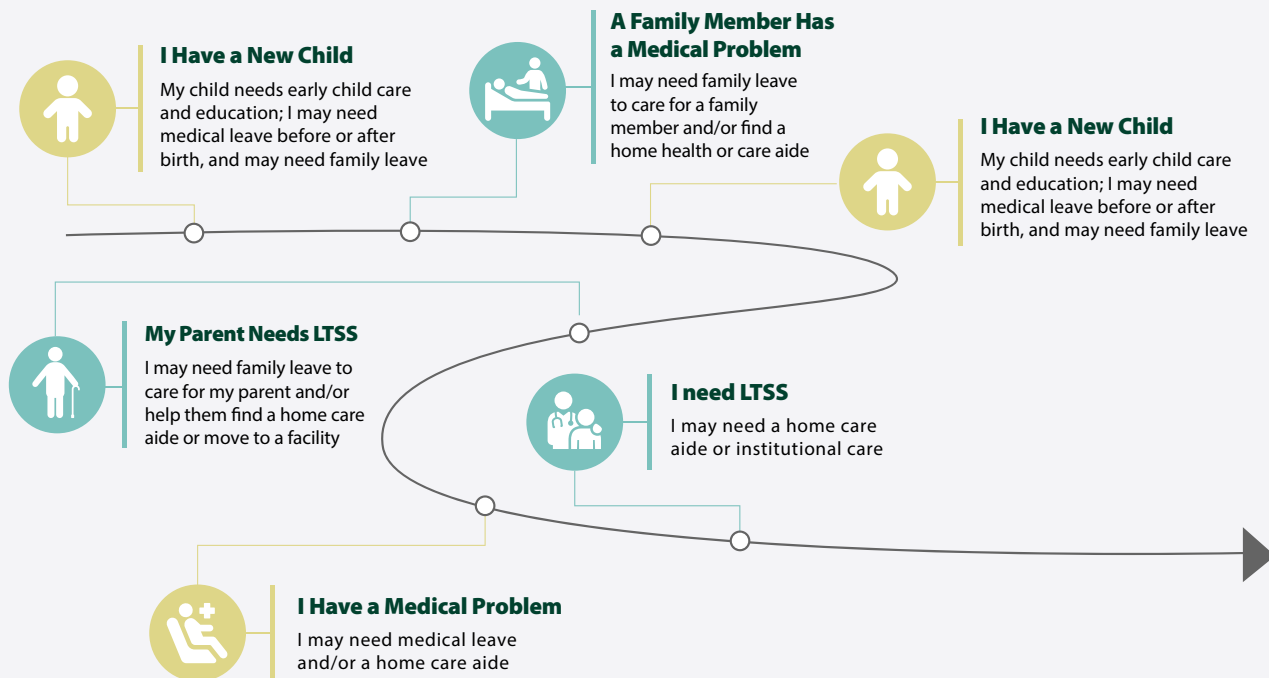 I Have a New Child
My child needs early child care
and education; I may need
medical leave before or after
birth, and may need family leave
A Family Member Has
a Medical Problem
I may need family leave
to care for a family
member and/or find a
home health or care aide
I Have a New Child
My child needs early child care
and education; I may need
medical leave before or after
birth, and may need family leave
My Parent Needs LTSS
I may need family leave to
care for my parent and/or
help them find a home care
aide or move to a facility
I need LTSS
I may need a home care
aide or institutional care
I Have a Medical Problem
I may need medical leave
and/or a home care aide